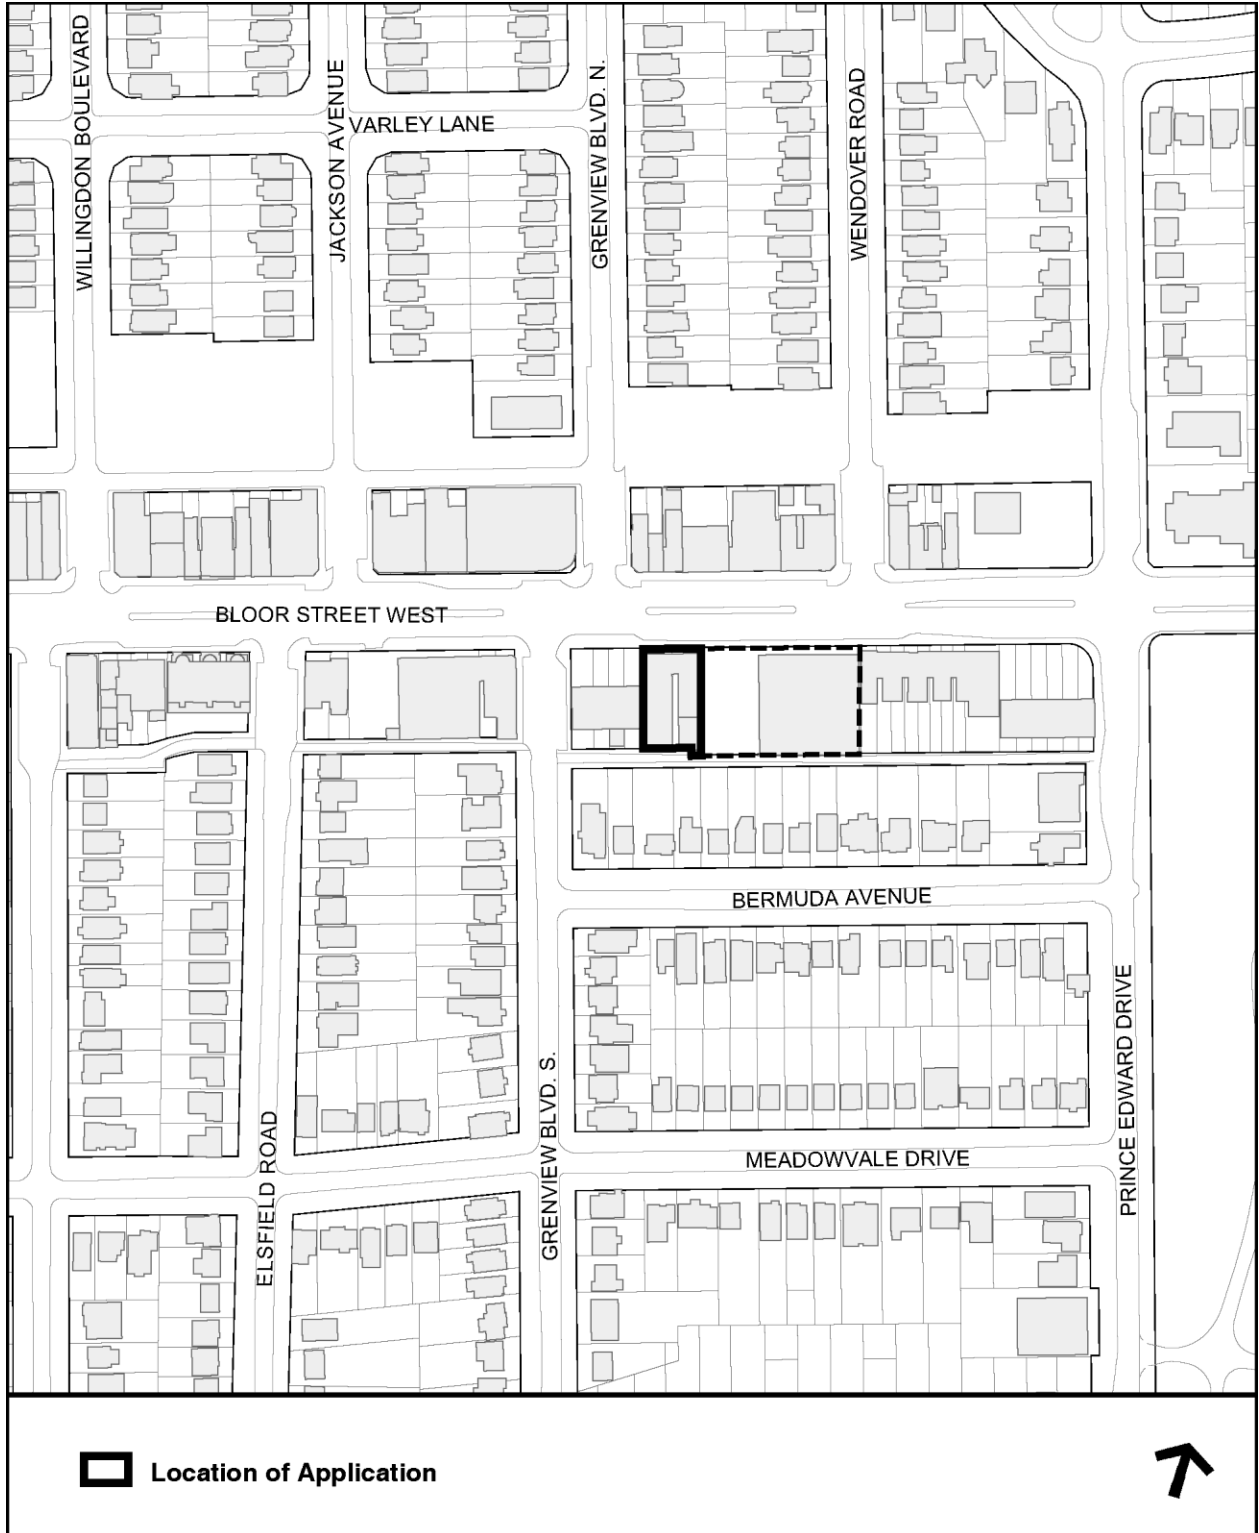 WILLINGDON BOULEVARD
JACKSON AVENUE
VARLEY LANE
GRENVIEW BLVD. N.
WENDOVER ROAD
BLOOR STREET WEST
BERMUDA AVENUE
PRINCE EDWARD DRIVE
GRENVIEW BLVD. S.
ELSFIELD ROAD
MEADOWVALE DRIVE
Location of Application